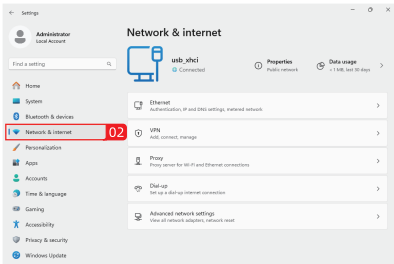 Settings
Administrator
Local Account
Find a setting
Home
System
Bluetooth & devices
Network & internet
02
Personalization
Apps
Accounts
Time & language
Gaming
Accessibility
Privacy & security
Windows Update
Network & internet
usb_xhci
Connected
Properties
Public network
Data usage
< 1 MB, last 30 days
Ethernet
Authentication, IP and DNS settings, metered network
VPN
Add, connect, manage
Proxy
Proxy server for Wi-Fi and Ethernet connections
Dial-up
Set up a dial-up internet connection
Advanced network settings
View all network adapters, network reset